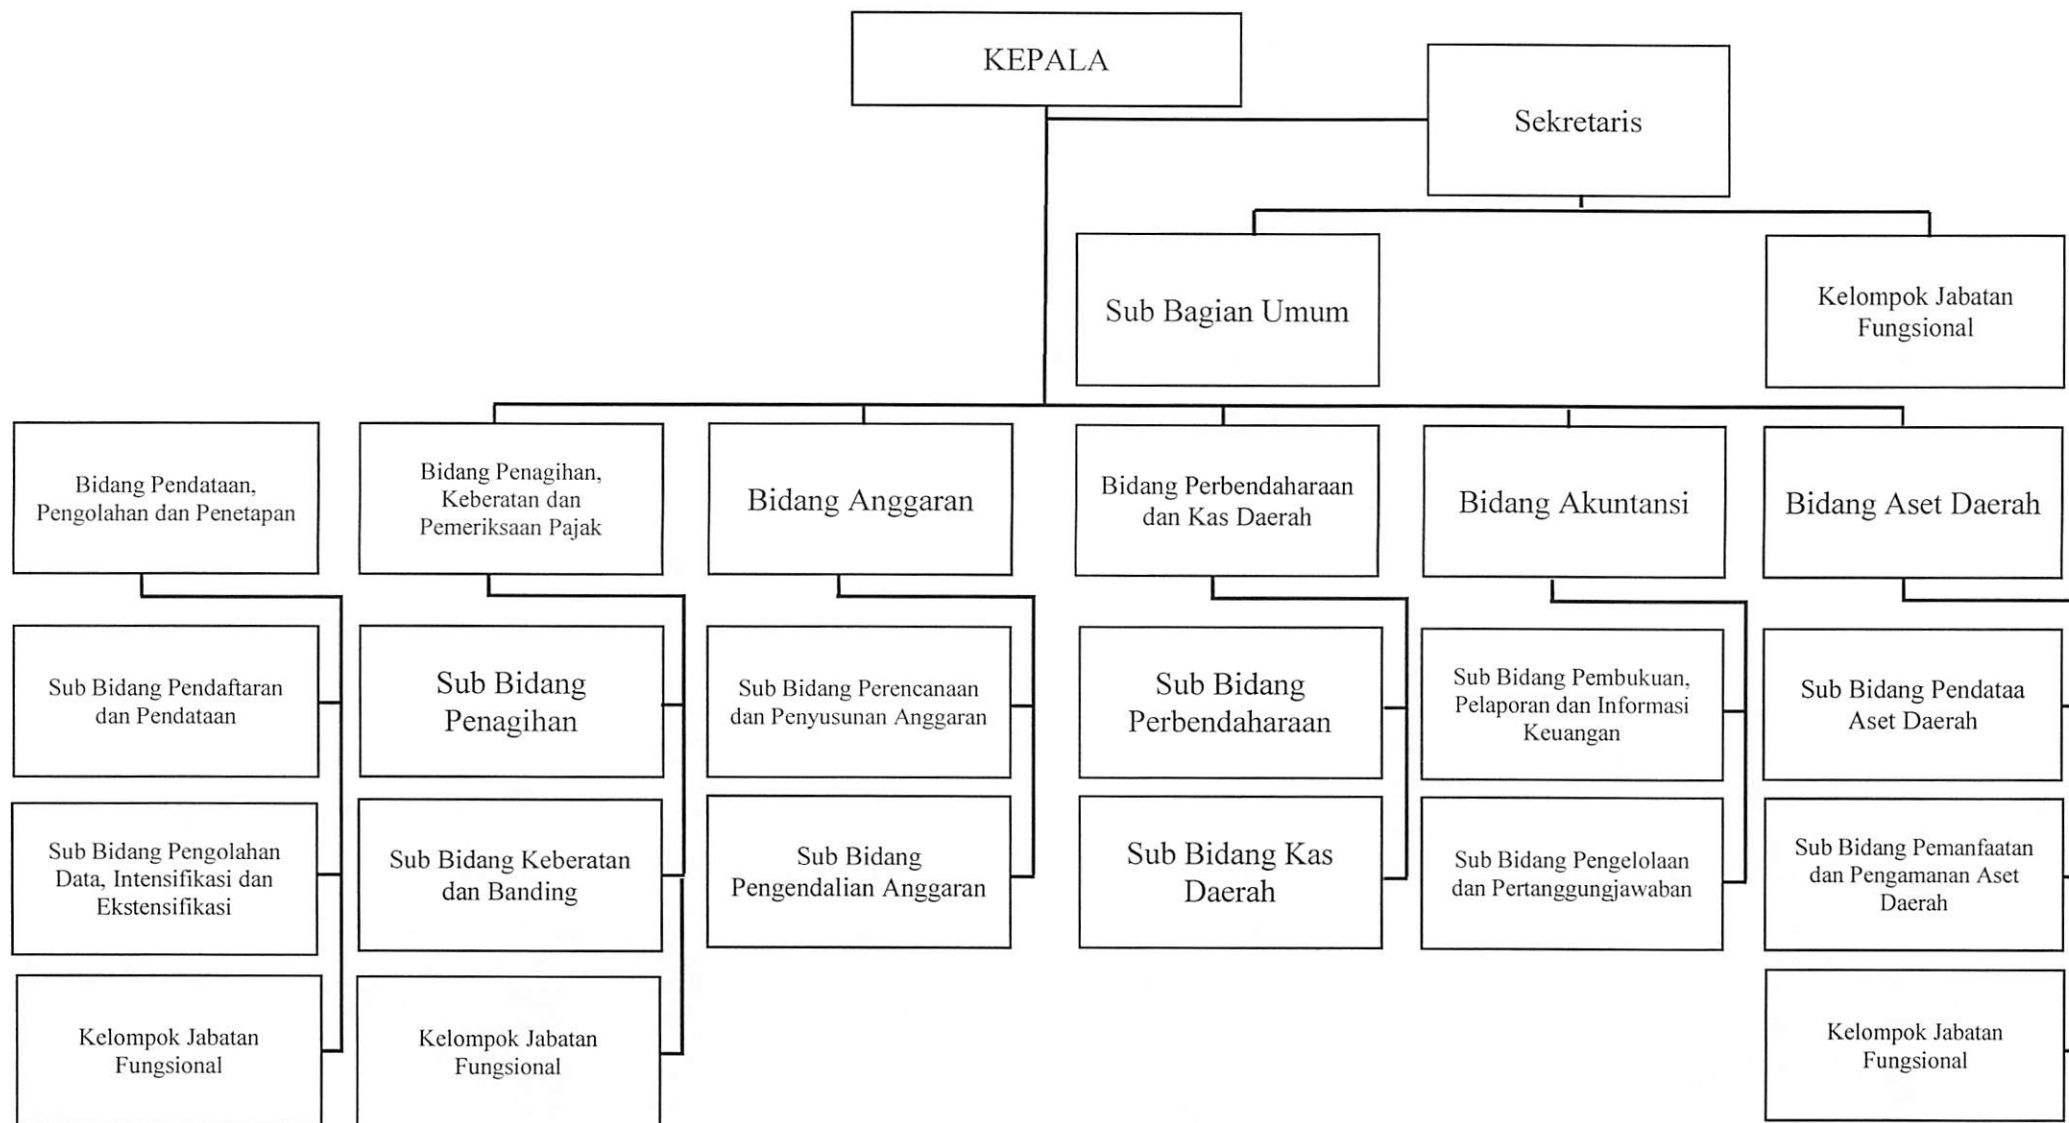 KEPALA
Sekretaris
Sub Bagian Umum
Kelompok Jabatan
Fungsional
Bidang Pendataan,
Pengolahan dan Penetapan
Bidang Penagihan,
Keberatan dan
Pemeriksaan Pajak
Bidang Anggaran
Bidang Perbendaharaan
dan Kas Daerah
Bidang Akuntansi
Bidang Aset Daerah
Sub Bidang Pendaftaran
dan Pendataan
Sub Bidang
Penagihan
Sub Bidang Perencanaan
dan Penyusunan Anggaran
Sub Bidang
Perbendaharaan
Sub Bidang Pembukuan,
Pelaporan dan Informasi
Keuangan
Sub Bidang Pendataa
Aset Daerah
Sub Bidang Pengolahan
Data, Intensifikasi dan
Ekstensifikasi
Sub Bidang Keberatan
dan Banding
Sub Bidang
Pengendalian Anggaran
Sub Bidang Kas
Daerah
Sub Bidang Pengelolaan
dan Pertanggungjawaban
Sub Bidang Pemanfaatan
dan Pengamanan Aset
Daerah
Kelompok Jabatan
Fungsional
Kelompok Jabatan
Fungsional
Kelompok Jabatan
Fungsional